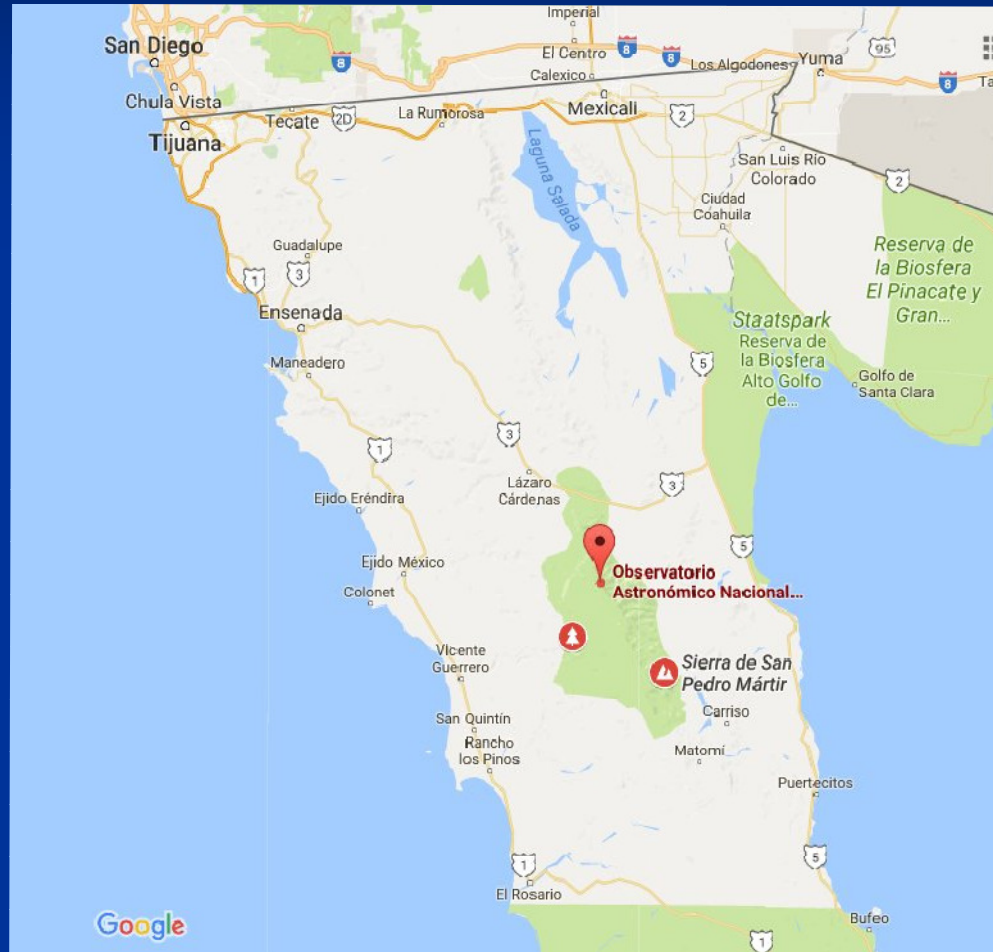 Imperial
San Diego
El Centro
8
8
8
95
Los Algodones
Yuma
Calexico
8
Ta
Chula Vista
Mexicali
Tecate
2D
La Rumorosa
2
Tijuana
Laguna Salada
San Luis Río
Colorado
2
Ciudad
Coahuila
Guadalupe
1
3
Reserva de
la Biosfera
El Pinacate y
Gran...
Ensenada
Staatspark
Reserva de
la Biosfera
Alto Golfo
de...
Maneadero
5
Golfo de
Santa Clara
1
3
Lázaro
Cárdenas
3
Ejido Eréndira
5
Ejido México
Observatorio
Astronómico Nacional...
Colonet
Vicente
Guerrero
Sierra de San
Pedro Mártir
San Quintín
Carriso
Rancho
los Pinos
Matomí
Puertecitos
1
5
El Rosario
Google
Bufeo
1